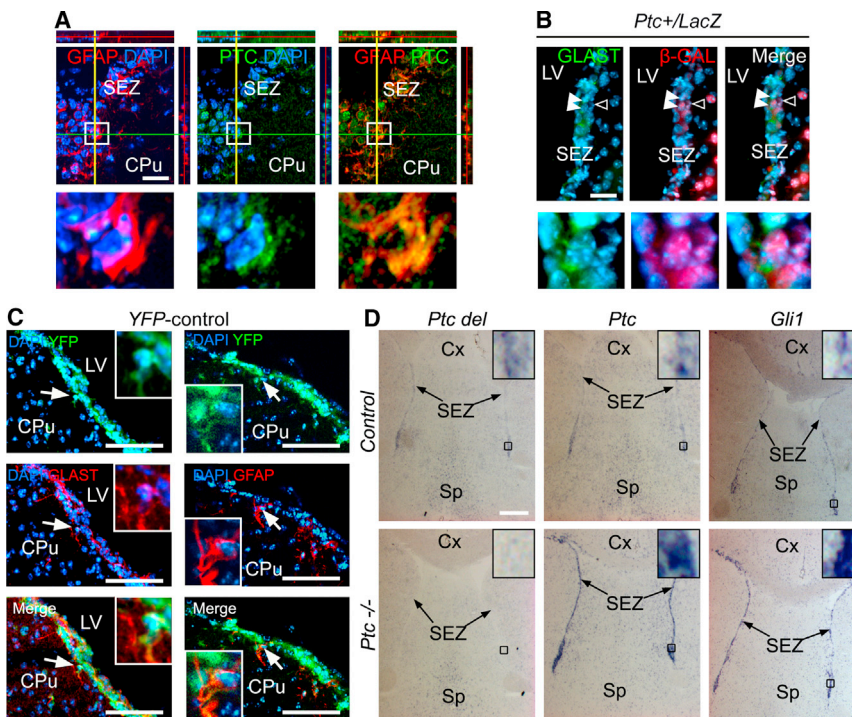 A
GFAP DAPI
SEZ
CPu
PTC DAPI
SEZ
CPu
GFAP PTC
SEZ
CPu
B
Ptc+/LacZ
GLAST
LV
SEZ
β-GAL
LV
SEZ
Merge
LV
SEZ
C
YFP-control
DAPI YFP
LV
CPu
DAPI YFP
CPu
DAPI GLAST
LV
CPu
DAPI GFAP
CPu
Merge
LV
CPu
Merge
CPu
D
Ptc del
Ptc
Gli1
Control
Cx
SEZ
Sp
Cx
SEZ
Sp
Cx
SEZ
Sp
Ptc -/-
Cx
SEZ
Sp
Cx
SEZ
Sp
Cx
SEZ
Sp